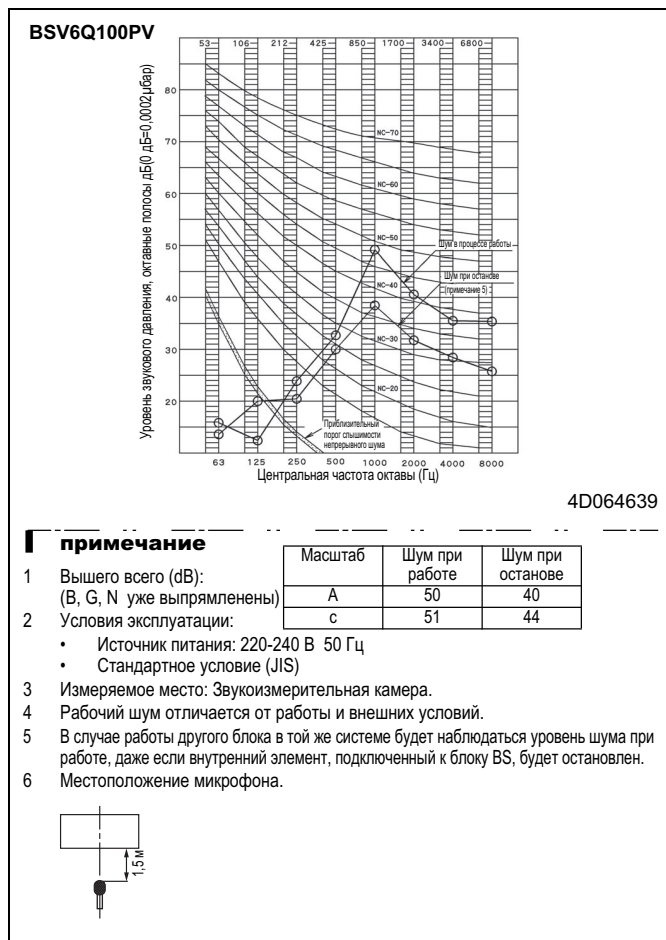 BSV6Q100PV
53 106 212 425 850 1700 3400 6800
Уровень звукового давления, октавные полосы дБ(0 дБ=0,0002μбар)
80
70
60
50
40
30
20
NC-70
NC-60
NC-50
NC-40
NC-30
NC-20
Шум в процессе работы
Шум при останове
(примечание 5)
Приблизительный
порог слышимости
непрерывного шума
63 125 250 500 1000 2000 4000 8000
Центральная частота октавы (Гц)
4D064639
примечание
Масштаб Шум при работе Шум при останове
A 50 40
c 51 44
1 Вышего всего (dB):
(B, G, N уже выпрямленены)
2 Условия эксплуатации:
• Источник питания: 220-240 В 50 Гц
• Стандартное условие (JIS)
3 Измеряемое место: Звукоизмерительная камера.
4 Рабочий шум отличается от работы и внешних условий.
5 В случае работы другого блока в той же системе будет наблюдаться уровень шума при
работе, даже если внутренний элемент, подключенный к блоку BS, будет остановлен.
6 Местоположение микрофона.
1,5 м